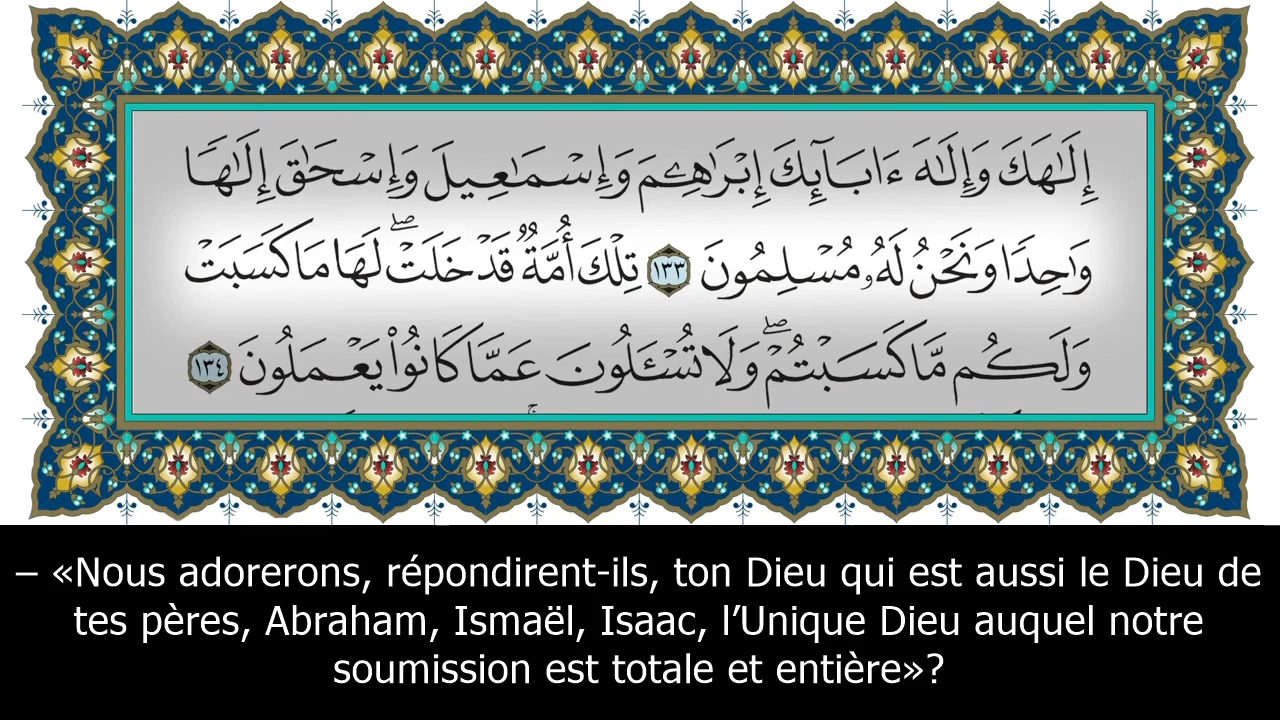 إِلَٰهَكَ وَإِلَٰهَ ءَابَآئِكَ إِبْرَٰهِـۧمَ وَإِسْمَٰعِيلَ وَإِسْحَٰقَ إِلَٰهًا
وَٰحِدًا وَنَحْنُ لَهُۥ مُسْلِمُونَ ١٣٣ تِلْكَ أُمَّةٌ قَدْ خَلَتْ ۖ لَهَا مَا كَسَبَتْ
وَلَكُم مَّا كَسَبْتُمْ ۖ وَلَا تُسْـَٔلُونَ عَمَّا كَانُوا۟ يَعْمَلُونَ ١٣٤
– «Nous adorerons, répondirent-ils, ton Dieu qui est aussi le Dieu de
tes pères, Abraham, Ismaël, Isaac, l’Unique Dieu auquel notre
soumission est totale et entière»?